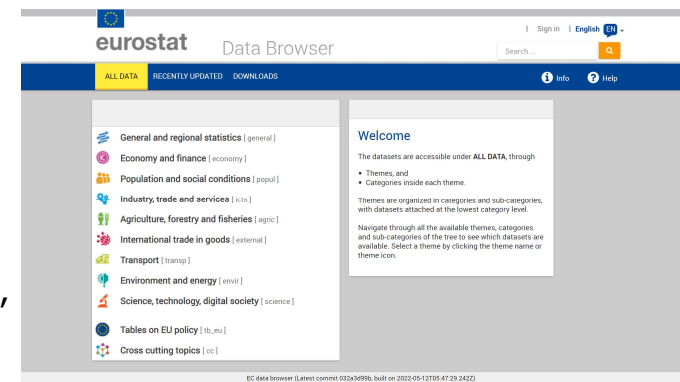 | Sign in | English EN
eurostat Data Browser
Search ...
ALL DATA RECENTLY UPDATED DOWNLOADS
i Info ? Help
General and regional statistics [ general ]
Economy and finance [ economy ]
Population and social conditions [ popul ]
Industry, trade and services [ icts ]
Agriculture, forestry and fisheries [ agric ]
International trade in goods [ external ]
Transport [ transp ]
Environment and energy [ envir ]
Science, technology, digital society [ science ]
Tables on EU policy [ tb_eu ]
Cross cutting topics [ cc ]
Welcome
The datasets are accessible under ALL DATA, through
• Themes, and
• Categories inside each theme.
Themes are organized in categories and sub-categories,
with datasets attached at the lowest category level.
Navigate through all the available themes, categories
and sub-categories of the tree to see which datasets are
available. Select a theme by clicking the theme name or
theme icon.
,
EC data browser (Latest commit 032a3d99b, built on 2022-05-12T05:47:29.242Z)